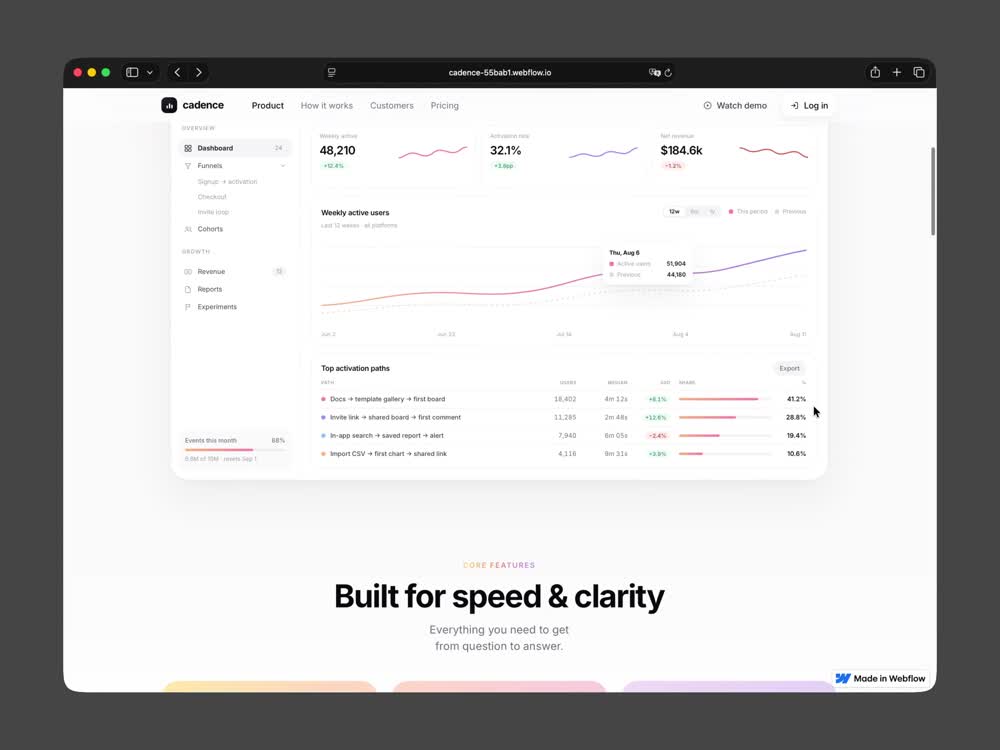 cadence-55bab1.webflow.io
cadence
Product
How it works
Customers
Pricing
Watch demo
Log in
OVERVIEW
Dashboard 24
Funnels
Signup → activation
Checkout
Invite loop
Cohorts
GROWTH
Revenue 12
Reports
Experiments
Events this month 68%
resets Sep 1
Weekly active
48,210
+12.4%
Activation rate
32.1%
+3.8pp
Net revenue
$184.6k
-1.2%
Weekly active users
Last 12 weeks · all platforms
12w
This period
Previous
Thu, Aug 6
Active users 51,904
Previous 44,180
Jun 2
Jun 23
Jul 14
Aug 4
Aug 11
Top activation paths
Export
PATH USERS MEDIAN SHARE %
Docs → template gallery → first board 18,402 4m 12s +8.1% 41.2%
Invite link → shared board → first comment 11,285 2m 48s +12.6% 28.8%
In-app search → saved report → alert 7,940 6m 05s -2.4% 19.4%
Import CSV → first chart → shared link 4,116 9m 31s +3.9% 10.6%
CORE FEATURES
Built for speed & clarity
Everything you need to get
from question to answer.
Made in Webflow